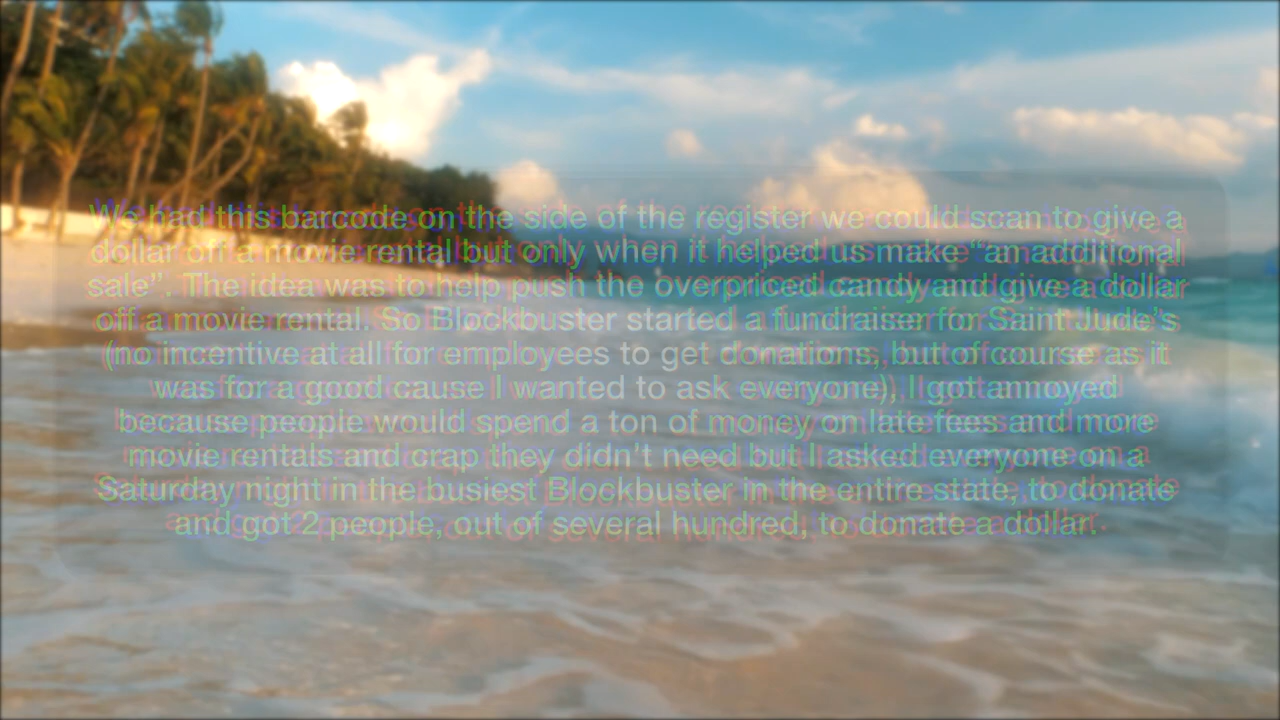 We had this barcode on the side of the register we could scan to give a
dollar off a movie rental but only when it helped us make “an additional
sale”. The idea was to help push the overpriced candy and give a dollar
off a movie rental. So Blockbuster started a fundraiser for Saint Jude’s
(no incentive at all for employees to get donations, but of course as it
was for a good cause I wanted to ask everyone), I got annoyed
because people would spend a ton of money on late fees and more
movie rentals and crap they didn’t need but I asked everyone on a
Saturday night in the busiest Blockbuster in the entire state, to donate
and got 2 people, out of several hundred, to donate a dollar.